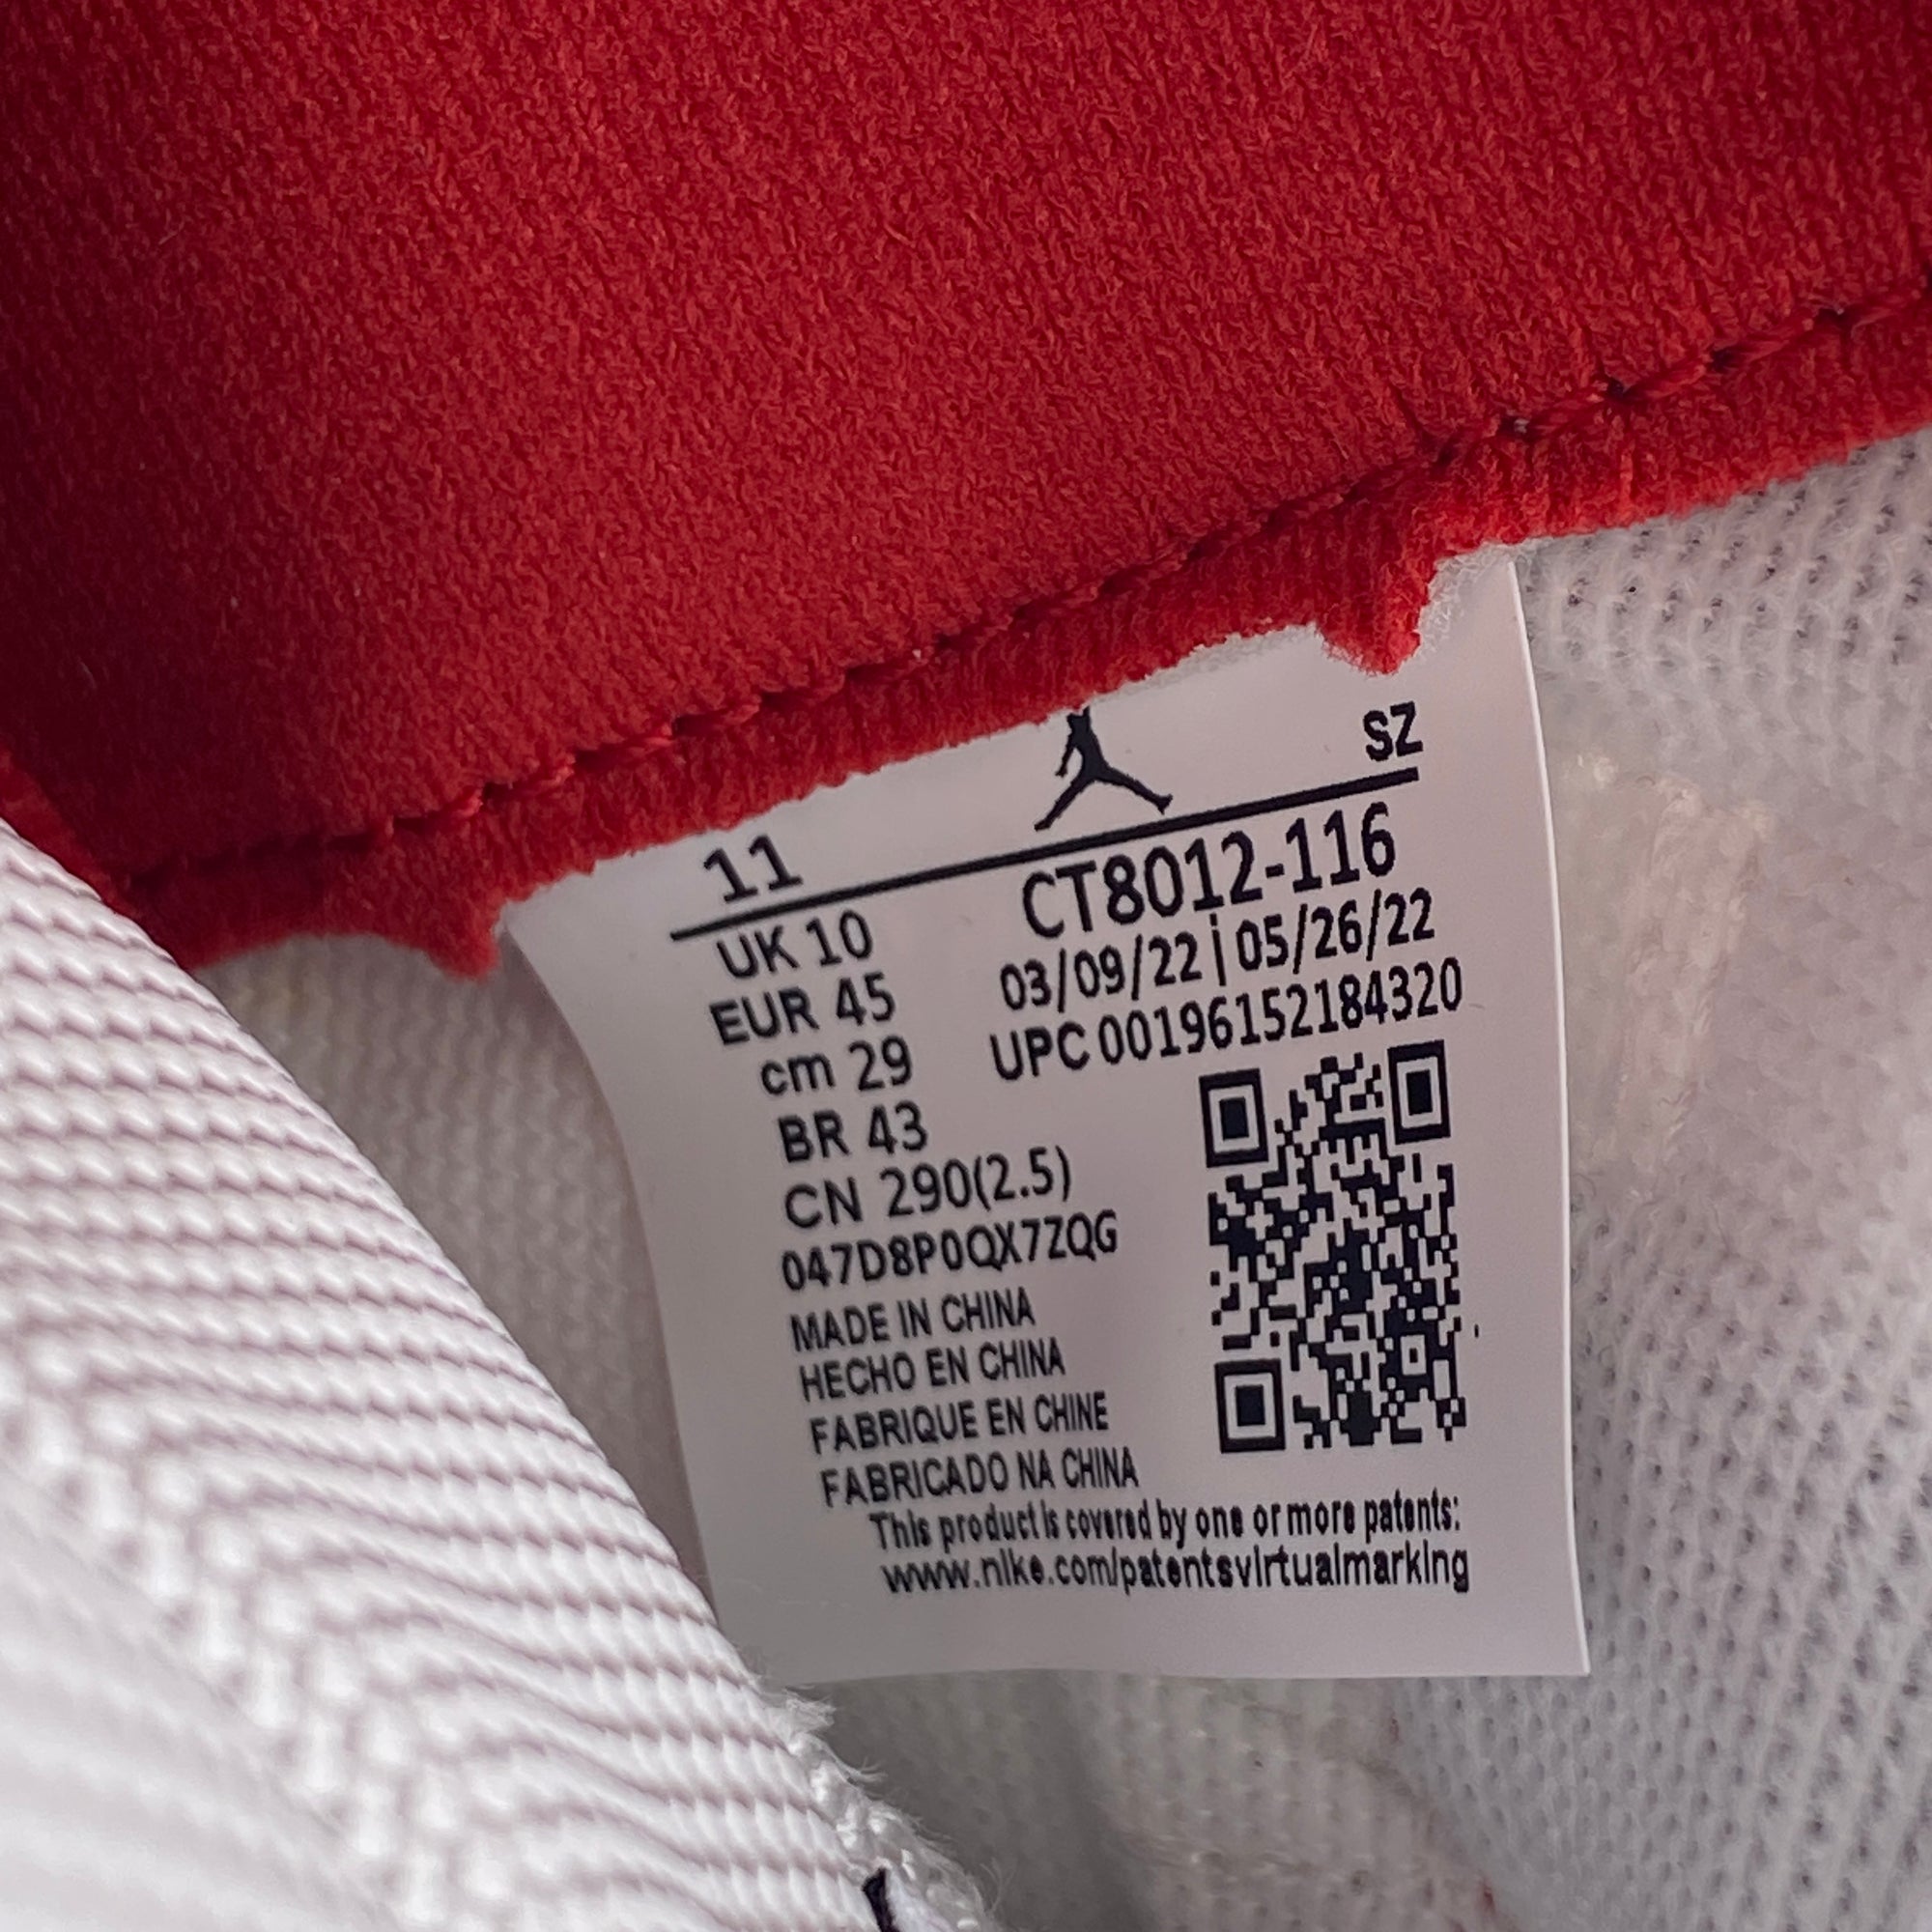 11 SZ
UK 10 CT8012-116
EUR 45 03/09/22 | 05/26/22
cm 29 UPC 00196152184320
BR 43
CN 290(2.5)
047D8P0QX7ZQG
MADE IN CHINA
HECHO EN CHINA
FABRIQUE EN CHINE
FABRICADO NA CHINA
This product is covered by one or more patents:
www.nike.com/patentsvirtualmarking